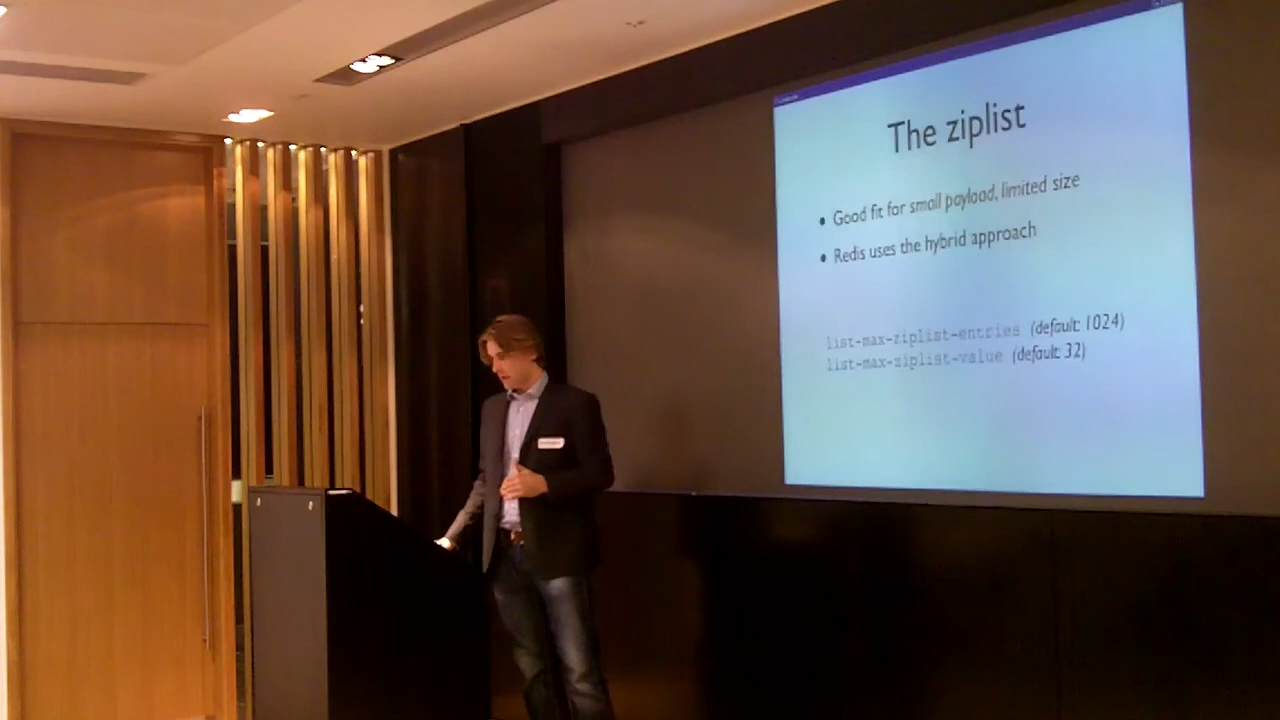 The ziplist
• Good fit for small payload, limited size
• Redis uses the hybrid approach
list-max-ziplist-entries (default: 1024)
list-max-ziplist-value (default: 32)